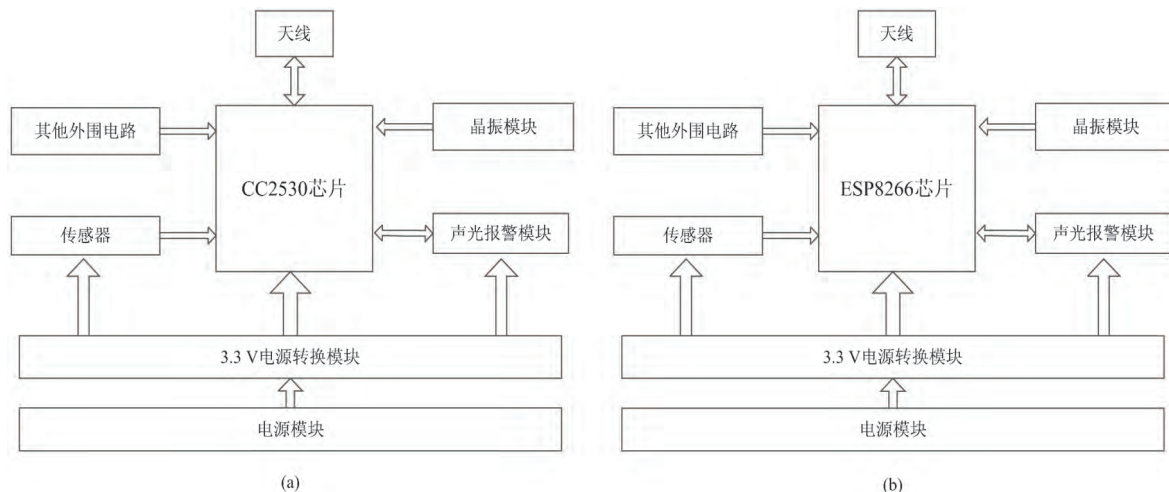 天线
其他外围电路
晶振模块
CC2530芯片
传感器
声光报警模块
3.3 V电源转换模块
电源模块
(a)
天线
其他外围电路
晶振模块
ESP8266芯片
传感器
声光报警模块
3.3 V电源转换模块
电源模块
(b)